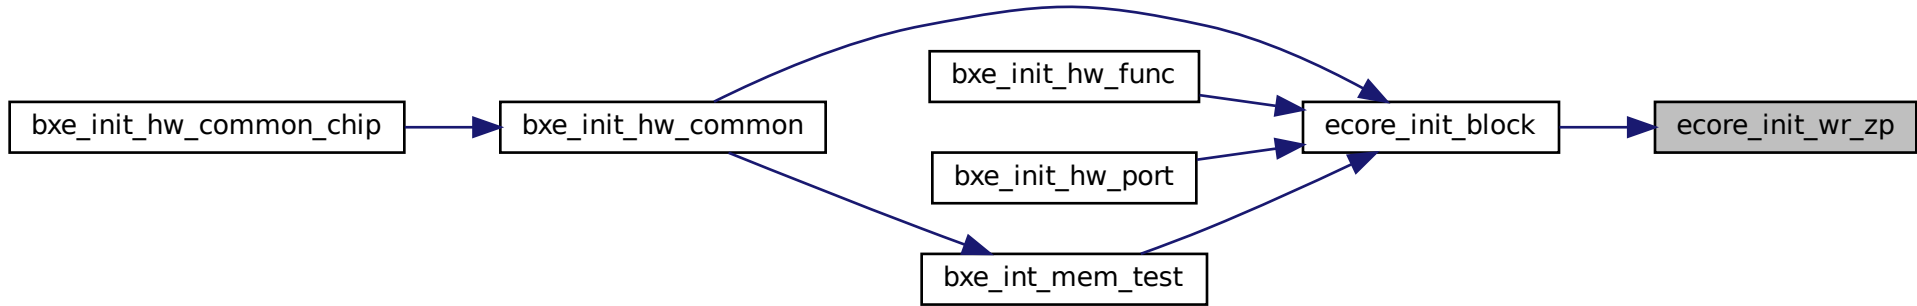 bxe_init_hw_common_chip
bxe_init_hw_common
bxe_init_hw_func
bxe_init_hw_port
bxe_int_mem_test
ecore_init_block
ecore_init_wr_zp